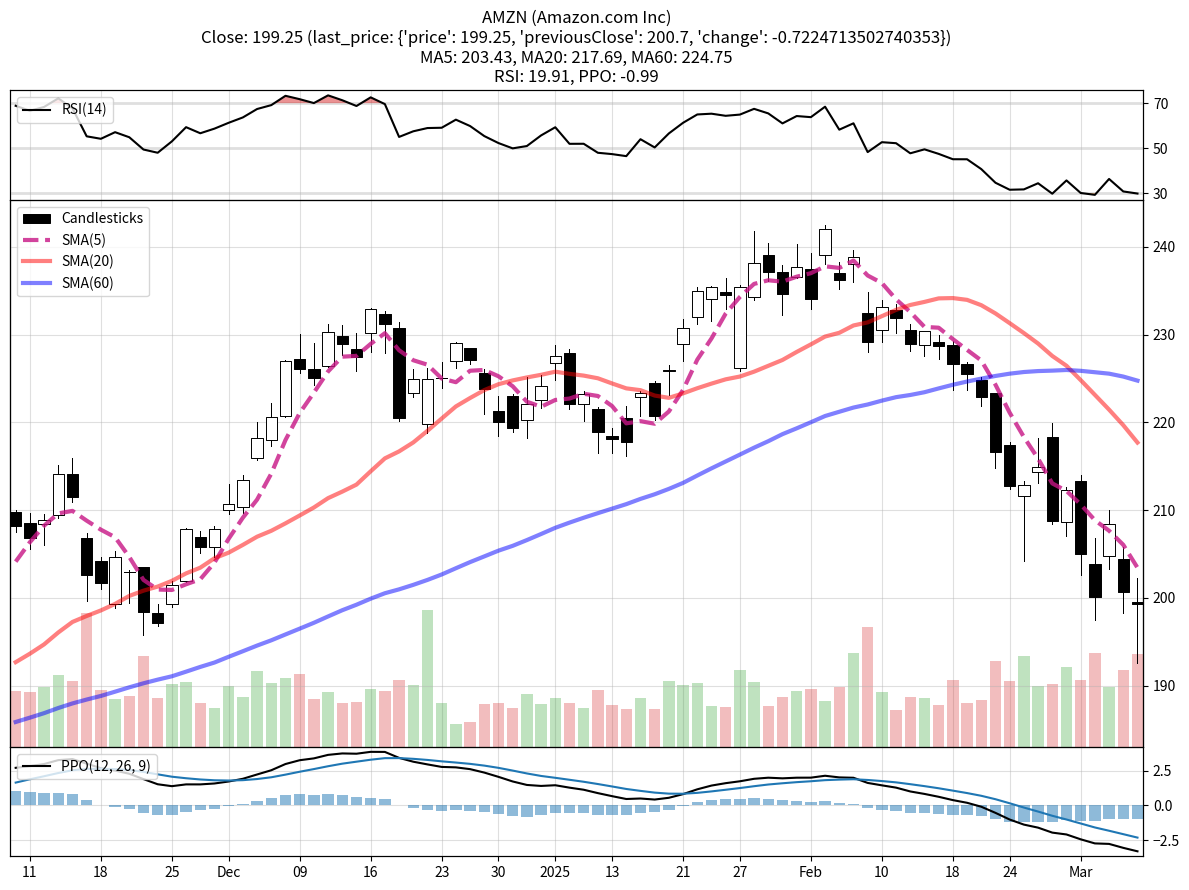 AMZN (Amazon.com Inc)
Close: 199.25 (last_price: {'price': 199.25, 'previousClose': 200.7, 'change': -0.7224713502740353})
MA5: 203.43, MA20: 217.69, MA60: 224.75
RSI: 19.91, PPO: -0.99
RSI(14)
70
50
30
Candlesticks
SMA(5)
SMA(20)
SMA(60)
240
230
220
210
200
190
PPO(12, 26, 9)
2.5
0.0
−2.5
11 18 25 Dec 09 16 23 30 2025 13 21 27 Feb 10 18 24 Mar